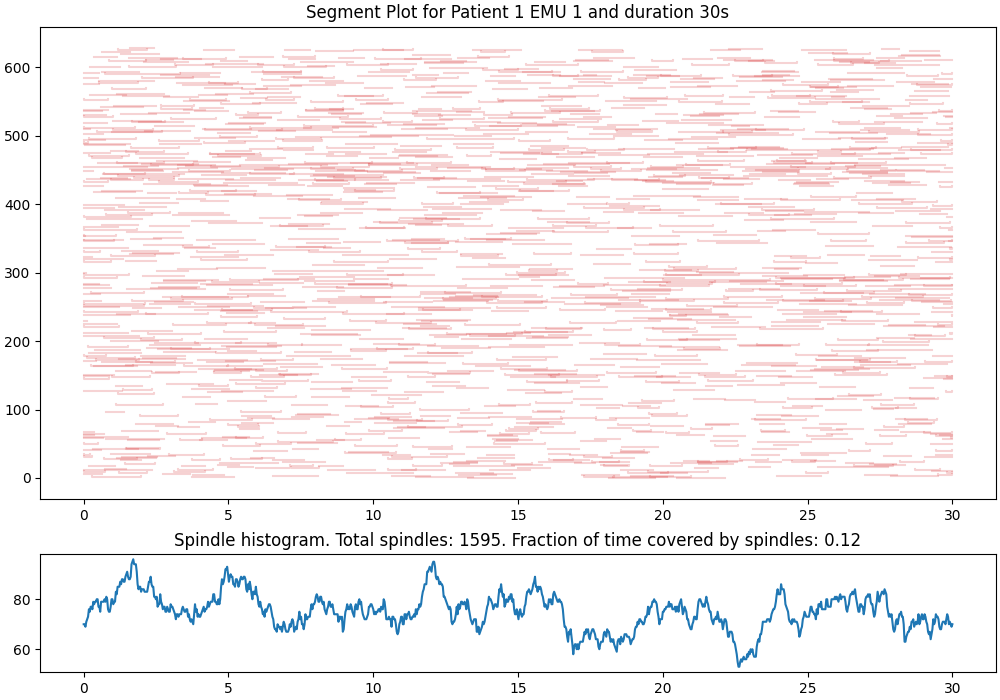 Segment Plot for Patient 1 EMU 1 and duration 30s
600
500
400
300
200
100
0
0 5 10 15 20 25 30
Spindle histogram. Total spindles: 1595. Fraction of time covered by spindles: 0.12
80
60
0 5 10 15 20 25 30